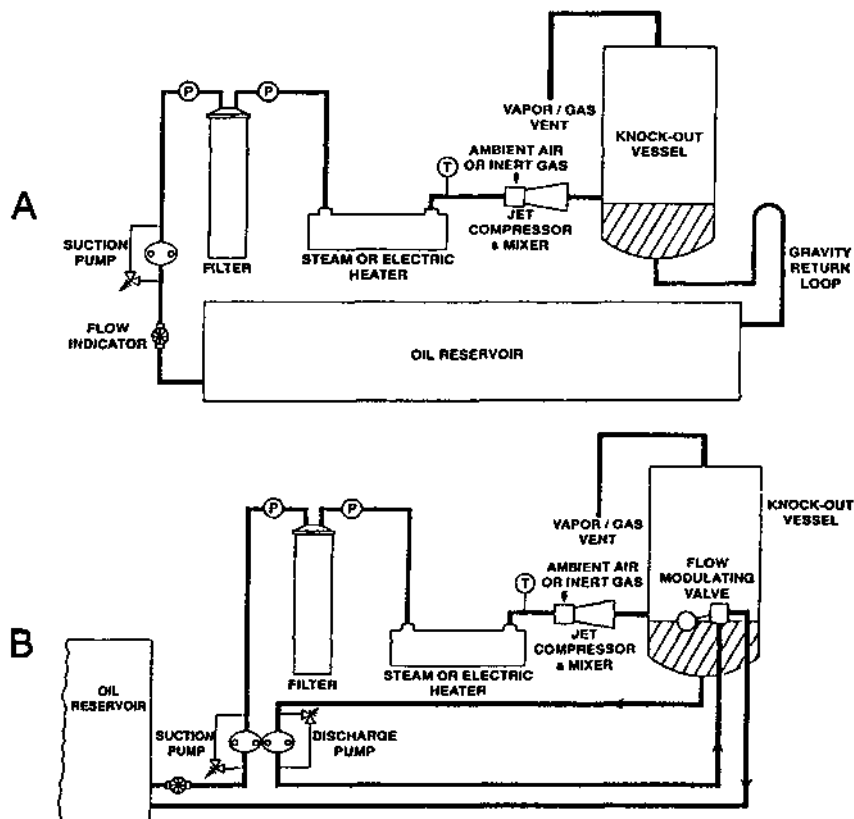 A
P
P
VAPOR / GAS
VENT
KNOCK-OUT
VESSEL
AMBIENT AIR
OR INERT GAS
T
JET
COMPRESSOR
& MIXER
SUCTION
PUMP
FILTER
STEAM OR ELECTRIC
HEATER
GRAVITY
RETURN
LOOP
FLOW
INDICATOR
OIL RESERVOIR
B
P
P
VAPOR / GAS
VENT
KNOCK-OUT
VESSEL
FLOW
MODULATING
VALVE
AMBIENT AIR
OR INERT GAS
T
JET
COMPRESSOR
& MIXER
FILTER
STEAM OR ELECTRIC
HEATER
OIL
RESERVOIR
SUCTION
PUMP
DISCHARGE
PUMP